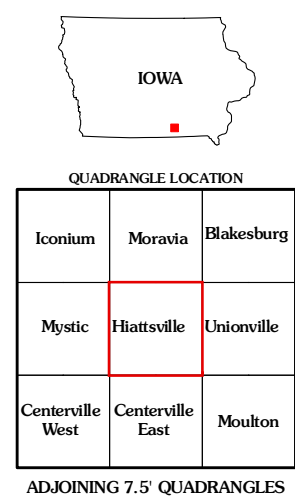 IOWA
QUADRANGLE LOCATION
Iconium Moravia Blakesburg
Mystic Hiattsville Unionville
Centerville West Centerville East Moulton
ADJOINING 7.5' QUADRANGLES